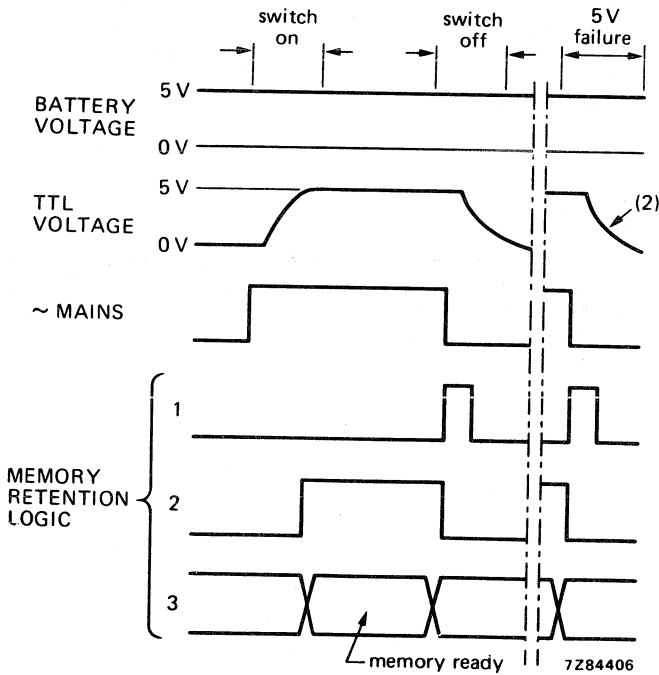 switch
on
switch
off
5 V
failure
BATTERY
VOLTAGE
5 V
0 V
TTL
VOLTAGE
5 V
0 V
(2)
~ MAINS
MEMORY
RETENTION
LOGIC
1
2
3
memory ready
7Z84406